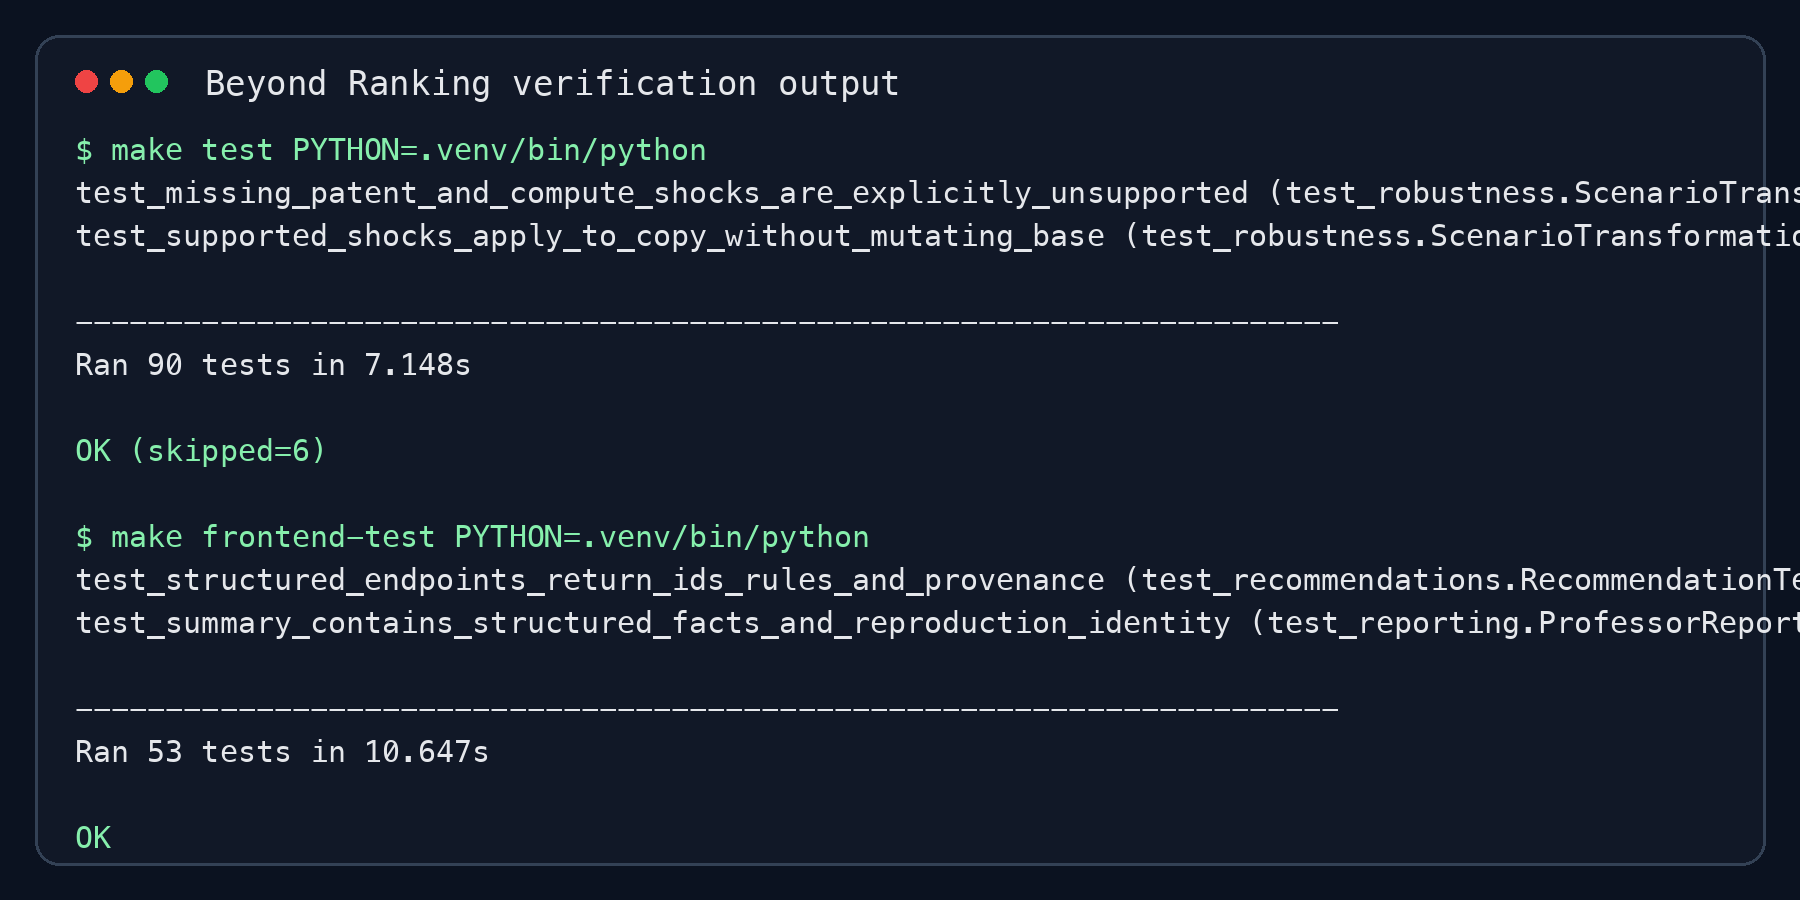 Beyond Ranking verification output
$ make test PYTHON=.venv/bin/python
test_missing_patent_and_compute_shocks_are_explicitly_unsupported (test_robustness.ScenarioTrans
test_supported_shocks_apply_to_copy_without_mutating_base (test_robustness.ScenarioTransformatio
----------------------------------------------------------------------
Ran 90 tests in 7.148s
OK (skipped=6)
$ make frontend-test PYTHON=.venv/bin/python
test_structured_endpoints_return_ids_rules_and_provenance (test_recommendations.RecommendationTe
test_summary_contains_structured_facts_and_reproduction_identity (test_reporting.ProfessorReport
----------------------------------------------------------------------
Ran 53 tests in 10.647s
OK